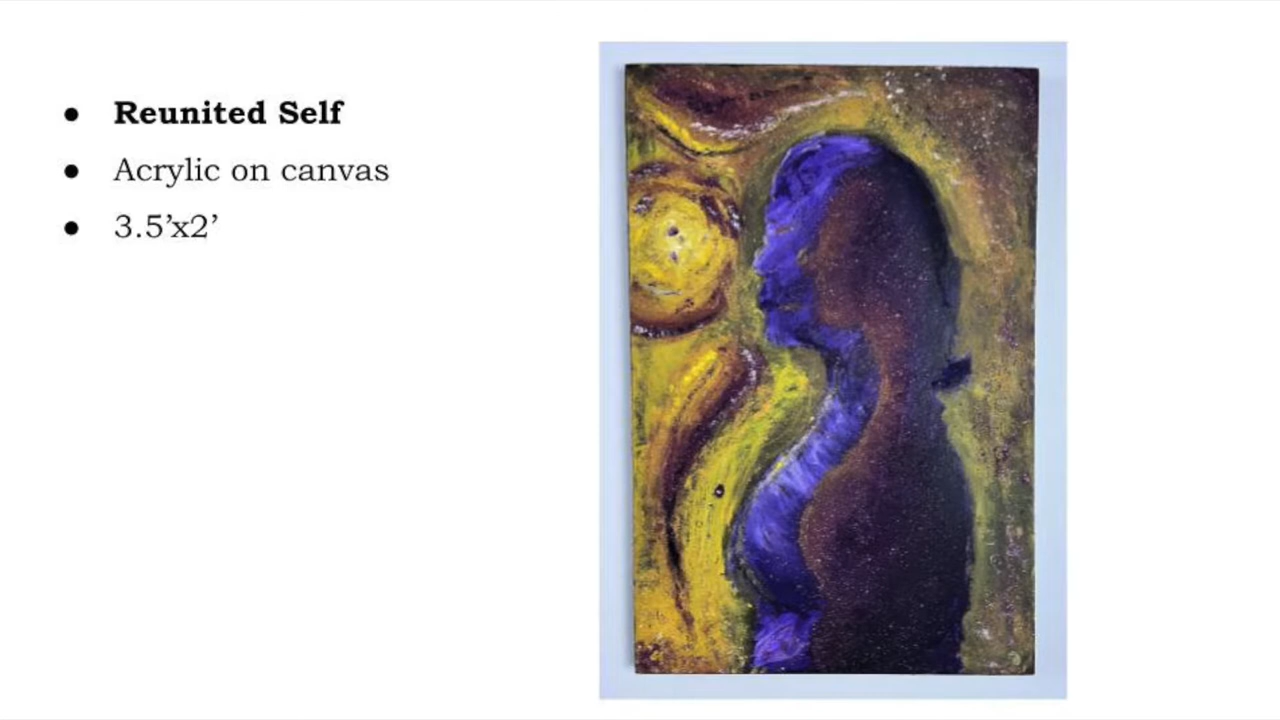 ● Reunited Self
● Acrylic on canvas
● 3.5’x2’